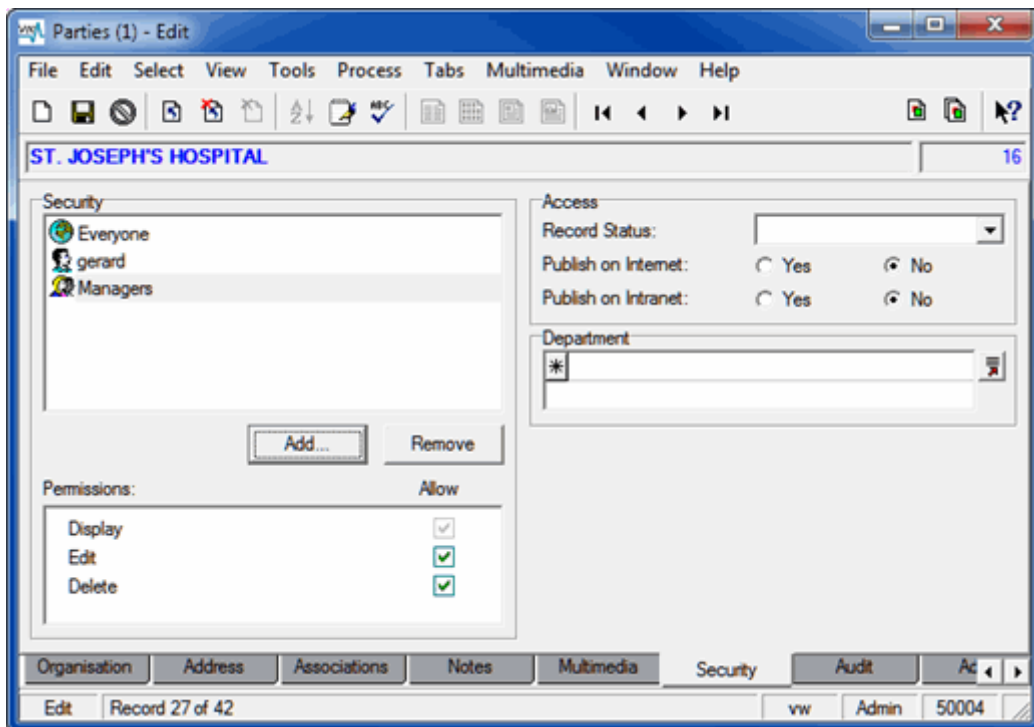 Parties (1) - Edit
File Edit Select View Tools Process Tabs Multimedia Window Help
ABC
ST. JOSEPH'S HOSPITAL 16
Security
Everyone
gerard
Managers
Add... Remove
Permissions: Allow
Display
Edit
Delete
Access
Record Status:
Publish on Internet: Yes No
Publish on Intranet: Yes No
Department
Organisation Address Associations Notes Multimedia Security Audit
Edit Record 27 of 42 vw Admin 50004